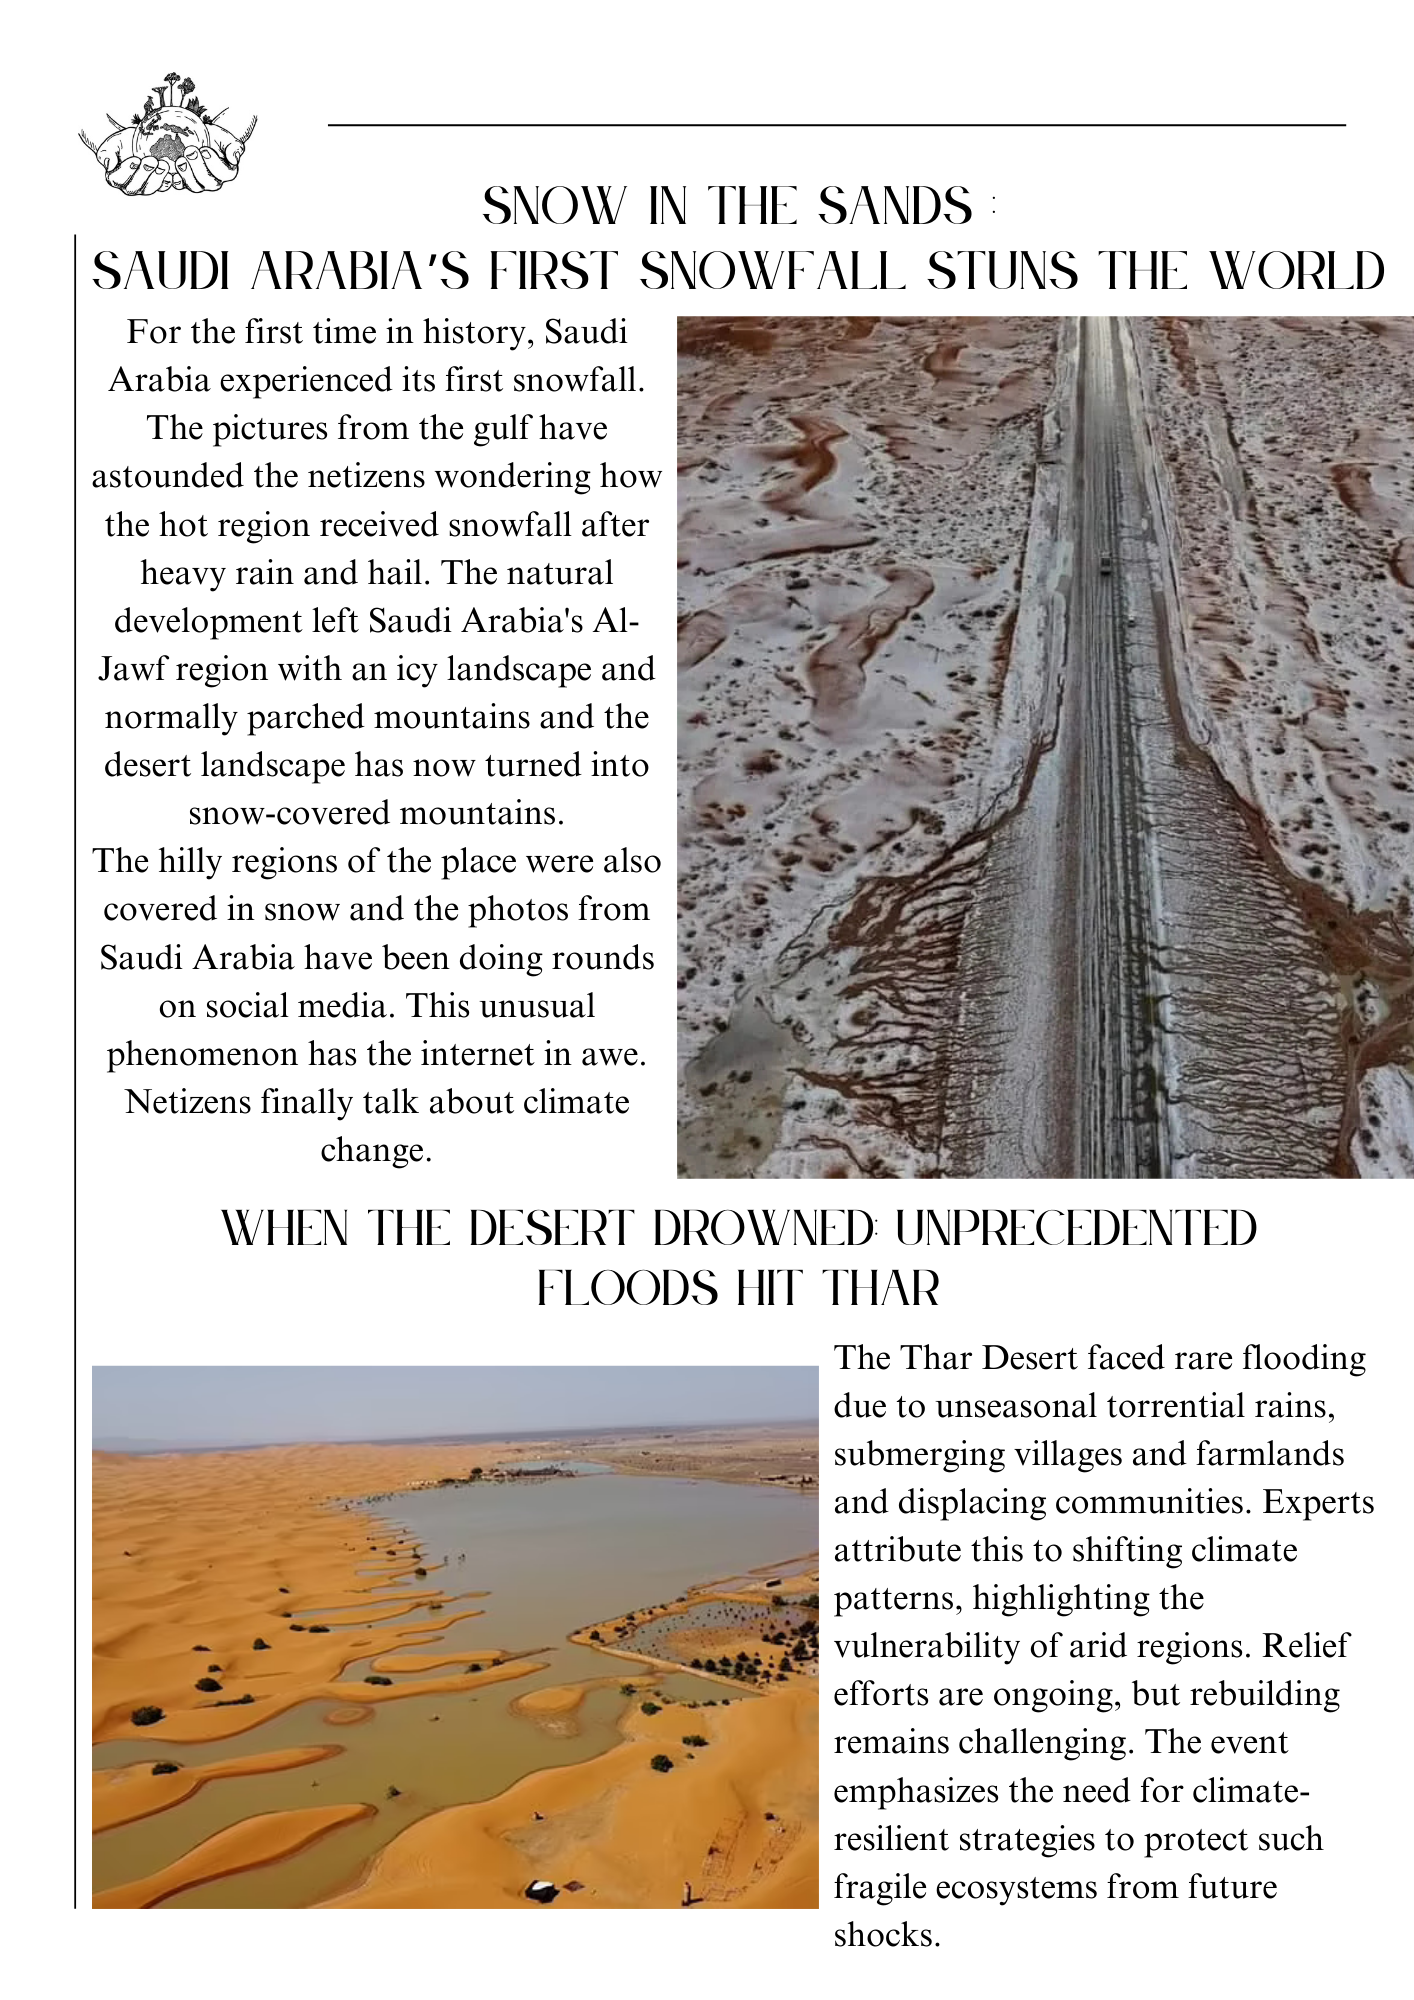 SNOW IN THE SANDS :
SAUDI ARABIA'S FIRST SNOWFALL STUNS THE WORLD
For the first time in history, Saudi
Arabia experienced its first snowfall.
The pictures from the gulf have
astounded the netizens wondering how
the hot region received snowfall after
heavy rain and hail. The natural
development left Saudi Arabia's Al-
Jawf region with an icy landscape and
normally parched mountains and the
desert landscape has now turned into
snow-covered mountains.
The hilly regions of the place were also
covered in snow and the photos from
Saudi Arabia have been doing rounds
on social media. This unusual
phenomenon has the internet in awe.
Netizens finally talk about climate
change.
WHEN THE DESERT DROWNED: UNPRECEDENTED
FLOODS HIT THAR
The Thar Desert faced rare flooding
due to unseasonal torrential rains,
submerging villages and farmlands
and displacing communities. Experts
attribute this to shifting climate
patterns, highlighting the
vulnerability of arid regions. Relief
efforts are ongoing, but rebuilding
remains challenging. The event
emphasizes the need for climate-
resilient strategies to protect such
fragile ecosystems from future
shocks.